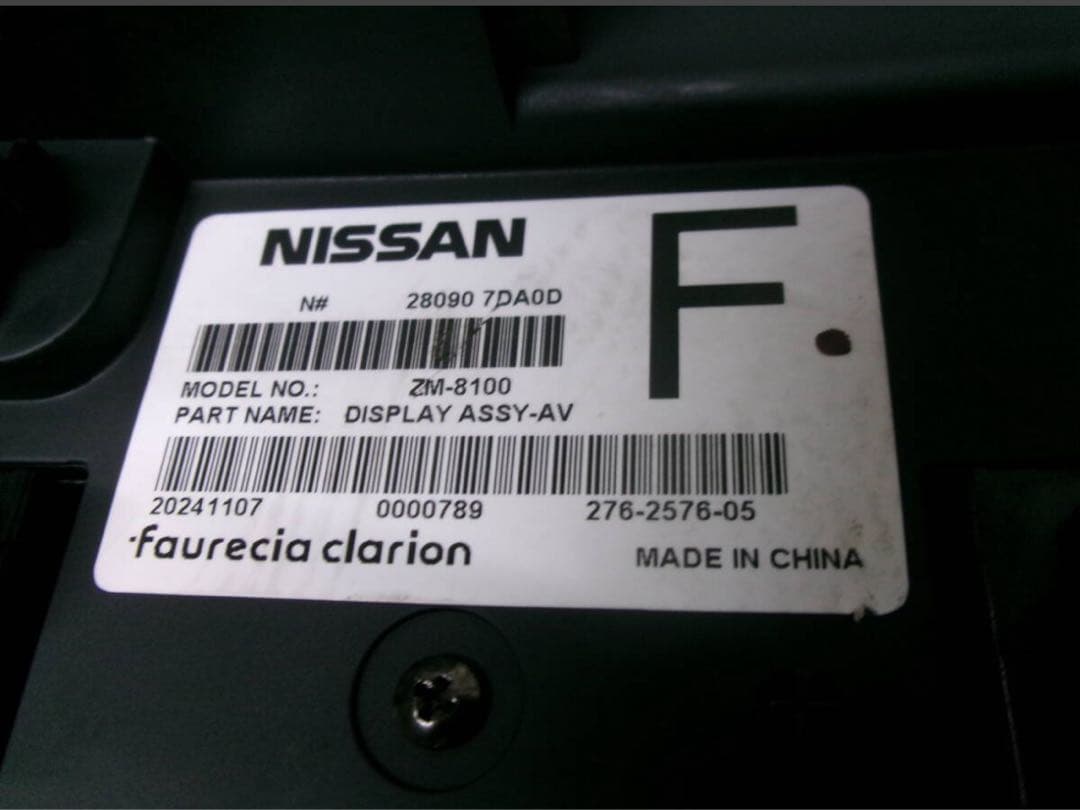 NISSAN
F
N# 28090 7DA0D
MODEL NO.: ZM-8100
PART NAME: DISPLAY ASSY-AV
20241107 0000789 276-2576-05
faurecia clarion
MADE IN CHINA